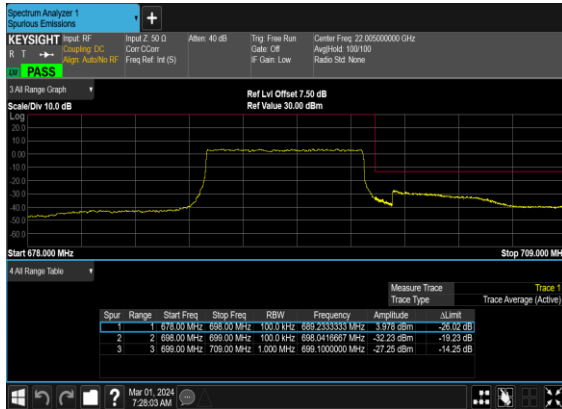 Spectrum Analyzer 1
Spurious Emissions
+
KEYSIGHT
R T
LXI PASS
Input: RF
Coupling: DC
Align: Auto/No RF
Input Z: 50 Ω
Corr CCorr
Freq Ref: Int (S)
Atten: 40 dB
Trig: Free Run
Gate: Off
IF Gain: Low
Center Freq: 22.005000000 GHz
Avg|Hold: 100/100
Radio Std: None
3 All Range Graph
Scale/Div 10.0 dB
Ref Lvl Offset 7.50 dB
Ref Value 30.00 dBm
Log
20.0
10.0
0.00
-10.0
-20.0
-30.0
-40.0
-50.0
-60.0
Start 678.000 MHz
Stop 709.000 MHz
4 All Range Table
Measure Trace Trace 1
Trace Type Trace Average (Active)
Spur Range Start Freq Stop Freq RBW Frequency Amplitude ΔLimit
1 1 678.00 MHz 698.00 MHz 100.0 kHz 689.2333333 MHz 3.978 dBm -26.02 dB
2 2 698.00 MHz 699.00 MHz 100.0 kHz 698.0416667 MHz -32.23 dBm -19.23 dB
3 3 699.00 MHz 709.00 MHz 1.000 MHz 699.1000000 MHz -27.25 dBm -14.25 dB
?
Mar 01, 2024
7:28:03 AM